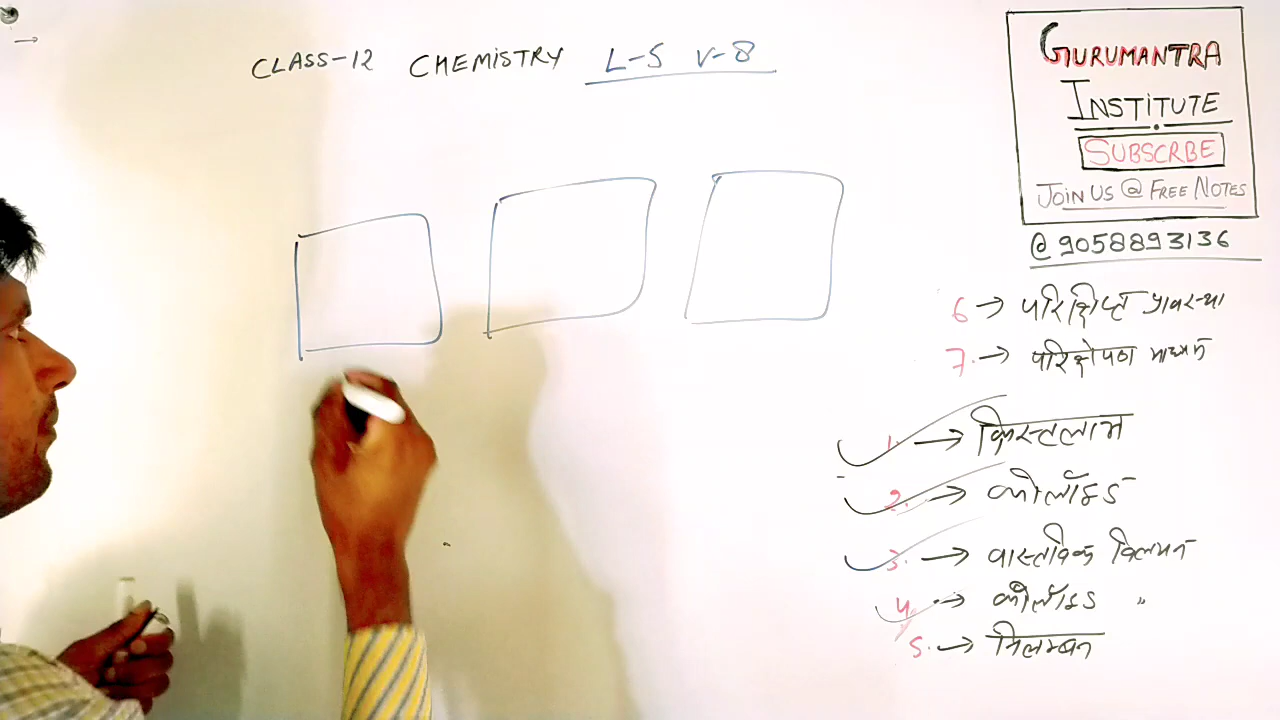 CLASS-12 CHEMISTRY L-5 V-8
GURUMANTRA
INSTITUTE
SUBSCRBE
JOIN US @ FREE NOTES
@ 9058893136
6 → परिक्षिप्त प्रावस्था
7. → परिक्षेपण माध्यम
1. → क्रिस्टलाभ
2. → कोलॉइड
3. → वास्तविक विलयन
4. → कोलॉइड "
5. → निलम्बन